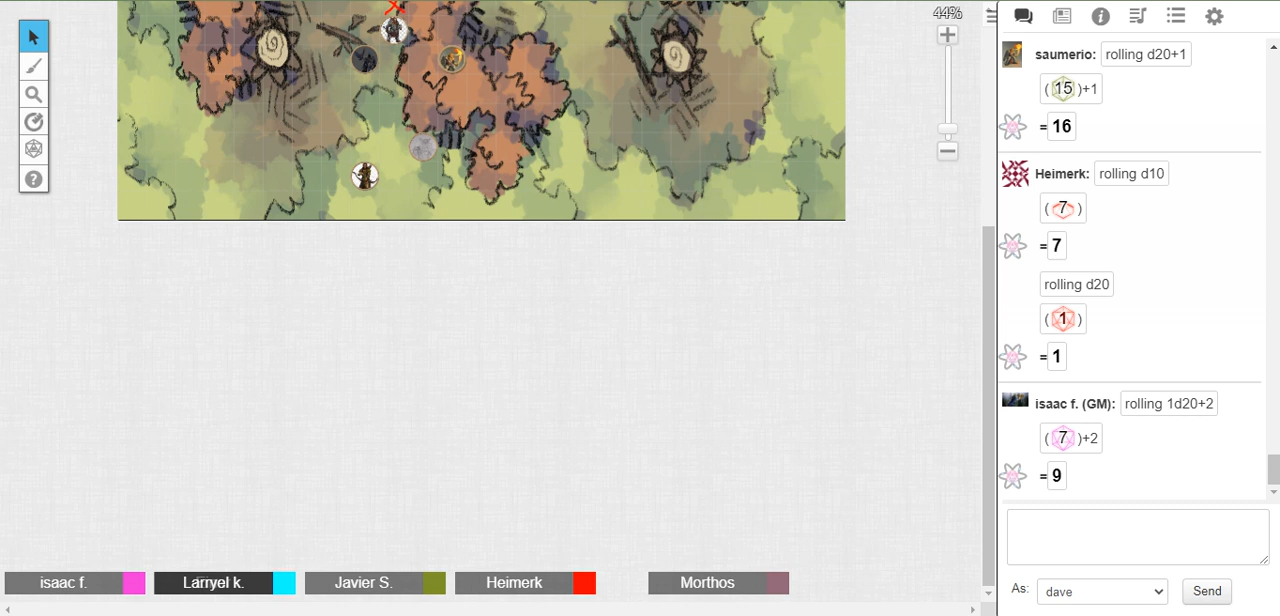 44%
saumerio: rolling d20+1
(15)+1
=16
Heimerk: rolling d10
(7)
=7
rolling d20
(1)
=1
isaac f. (GM): rolling 1d20+2
(7)+2
=9
As: dave Send
isaac f. Larryel k. Javier S. Heimerk Morthos